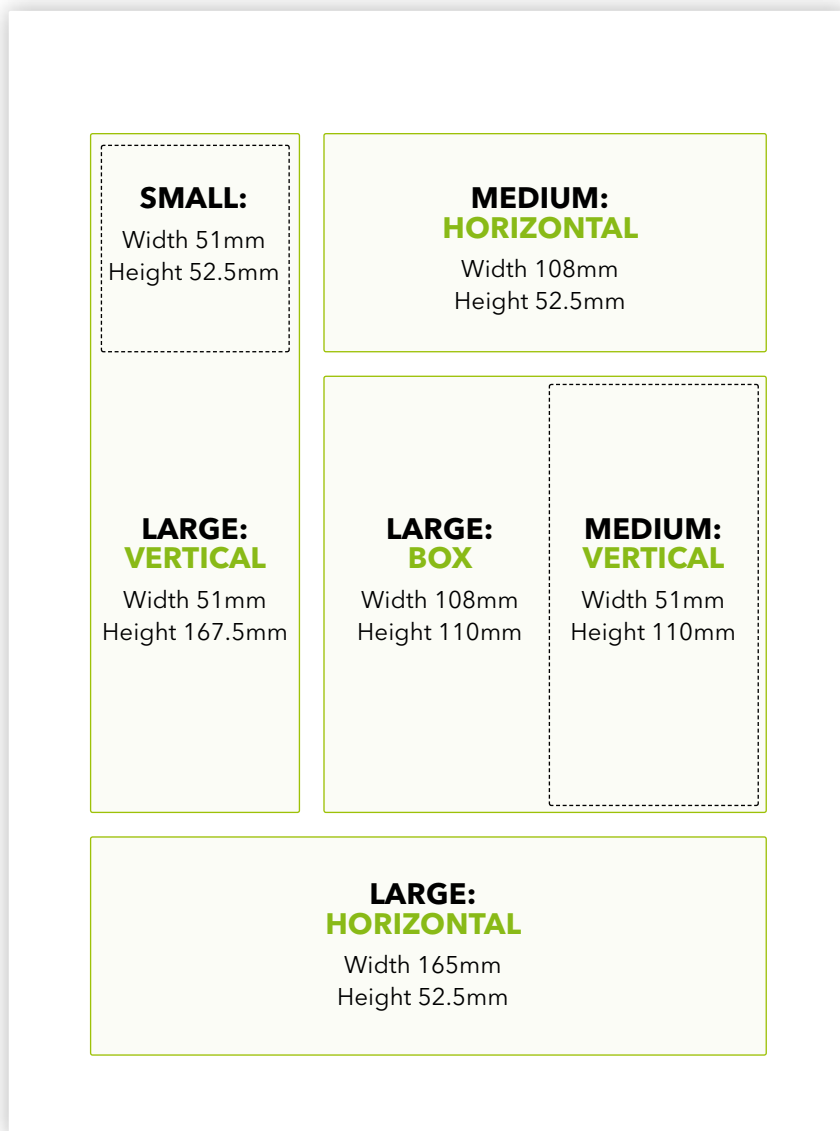 SMALL:
Width 51mm
Height 52.5mm
MEDIUM:
HORIZONTAL
Width 108mm
Height 52.5mm
LARGE:
VERTICAL
Width 51mm
Height 167.5mm
LARGE:
BOX
Width 108mm
Height 110mm
MEDIUM:
VERTICAL
Width 51mm
Height 110mm
LARGE:
HORIZONTAL
Width 165mm
Height 52.5mm